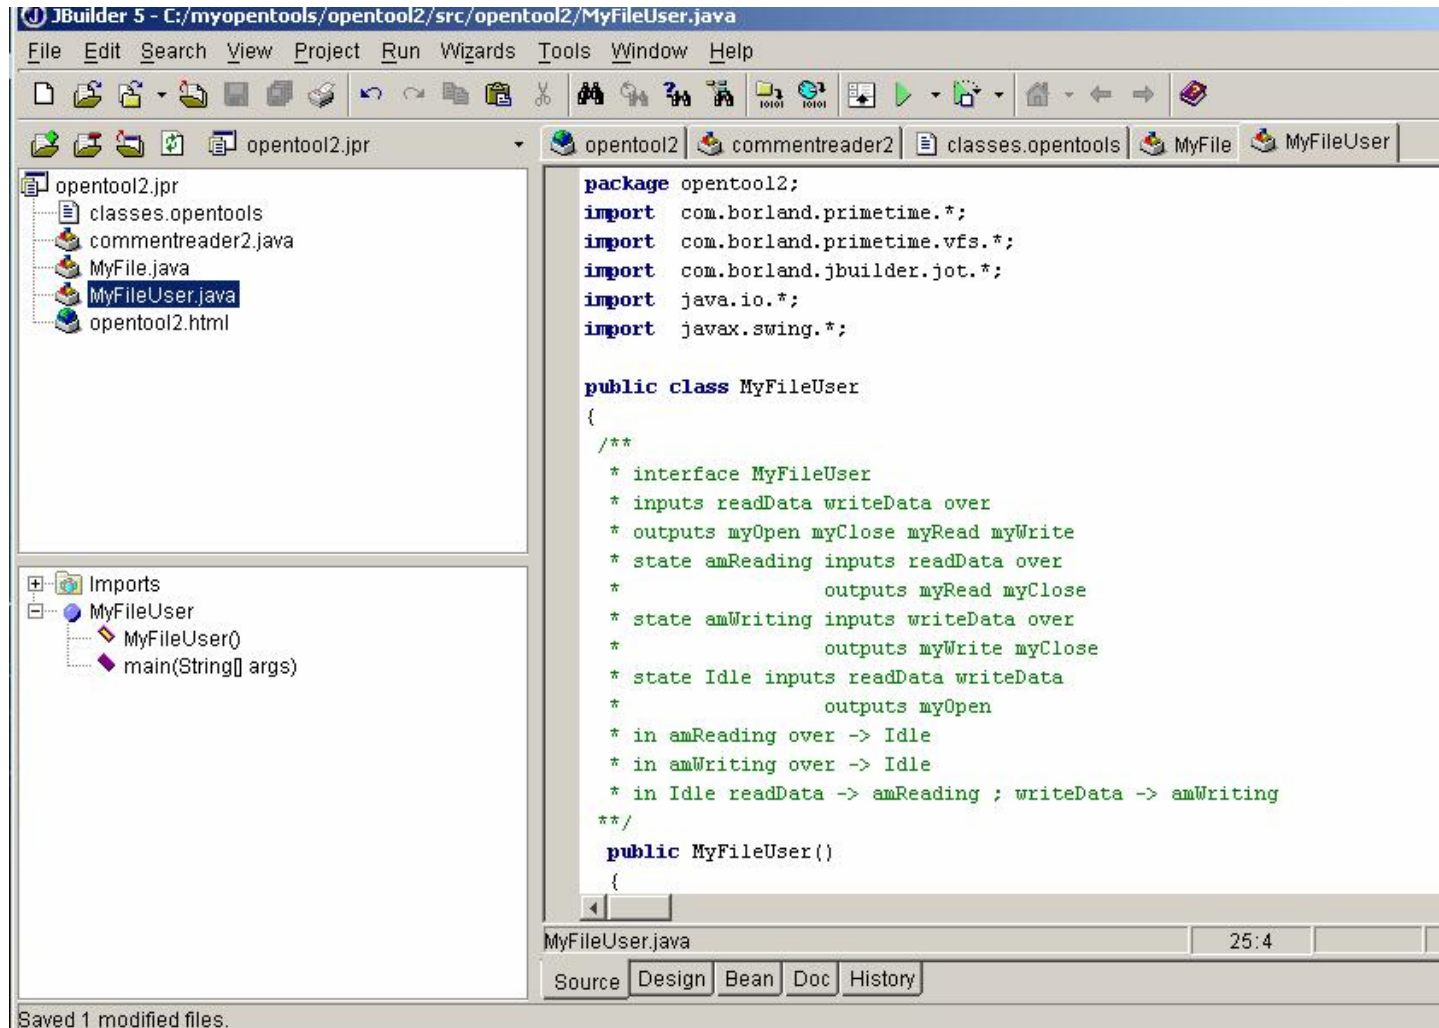 JBuilder 5 - C:/myopentools/opentool2/src/opentool2/MyFileUser.java
File Edit Search View Project Run Wizards Tools Window Help
opentool2.jpr
opentool2 commentreader2 classes.opentools MyFile MyFileUser
opentool2.jpr
classes.opentools
commentreader2.java
MyFile.java
MyFileUser.java
opentool2.html
Imports
MyFileUser
MyFileUser()
main(String[] args)
package opentool2;
import com.borland.primetime.*;
import com.borland.primetime.vfs.*;
import com.borland.jbuilder.jot.*;
import java.io.*;
import javax.swing.*;
public class MyFileUser
{
/**
* interface MyFileUser
* inputs readData writeData over
* outputs myOpen myClose myRead myWrite
* state amReading inputs readData over
* outputs myRead myClose
* state amWriting inputs writeData over
* outputs myWrite myClose
* state Idle inputs readData writeData
* outputs myOpen
* in amReading over -> Idle
* in amWriting over -> Idle
* in Idle readData -> amReading ; writeData -> amWriting
**/
public MyFileUser()
{
MyFileUser.java 25:4
Source Design Bean Doc History
Saved 1 modified files.